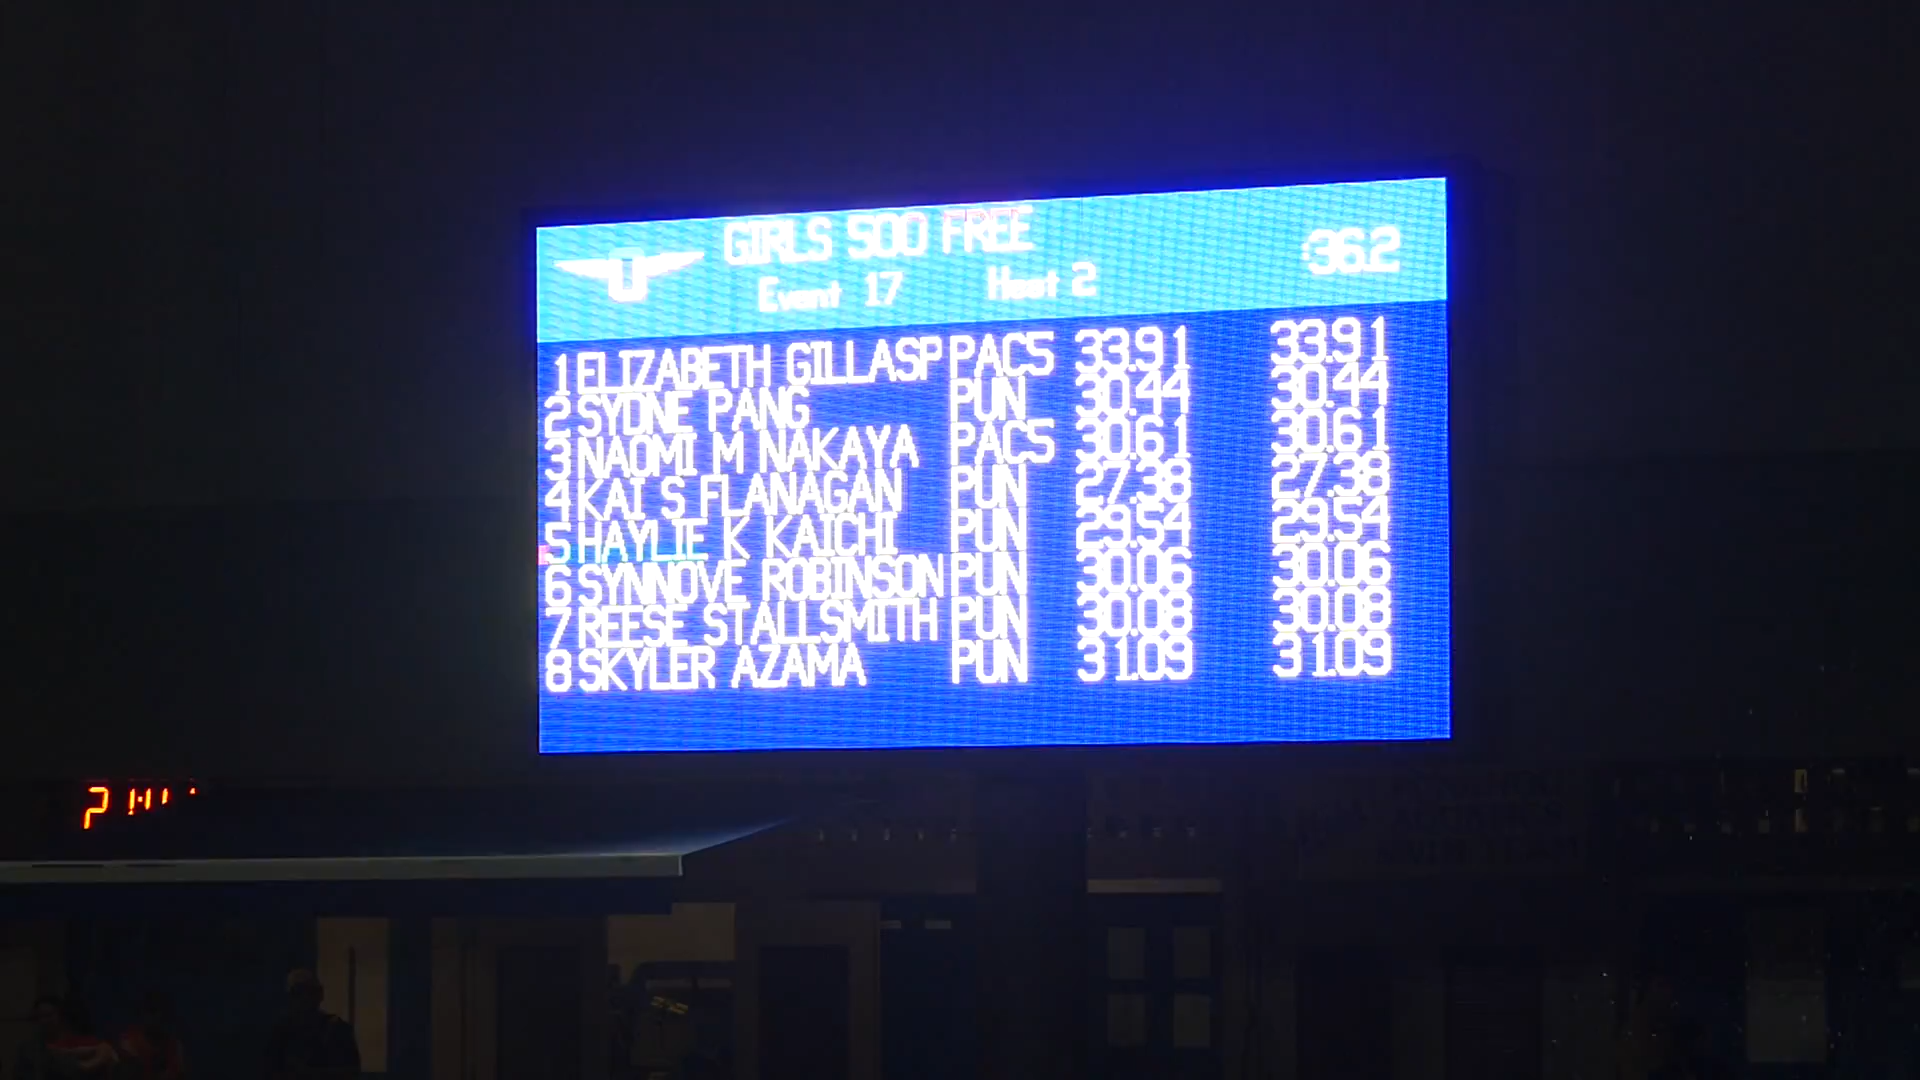 GIRLS 500 FREE
Event 17 Heat 2
:36.2
1 ELIZABETH GILLASP PAC5 33.91 33.91
2 SYDNE PANG PUN 30.44 30.44
3 NAOMI M NAKAYA PAC5 30.61 30.61
4 KAI S FLANAGAN PUN 27.38 27.38
5 HAYLIE K KAICHI PUN 29.54 29.54
6 SYNNOVE ROBINSON PUN 30.06 30.06
7 REESE STALLSMITH PUN 30.08 30.08
8 SKYLER AZAMA PUN 31.09 31.09